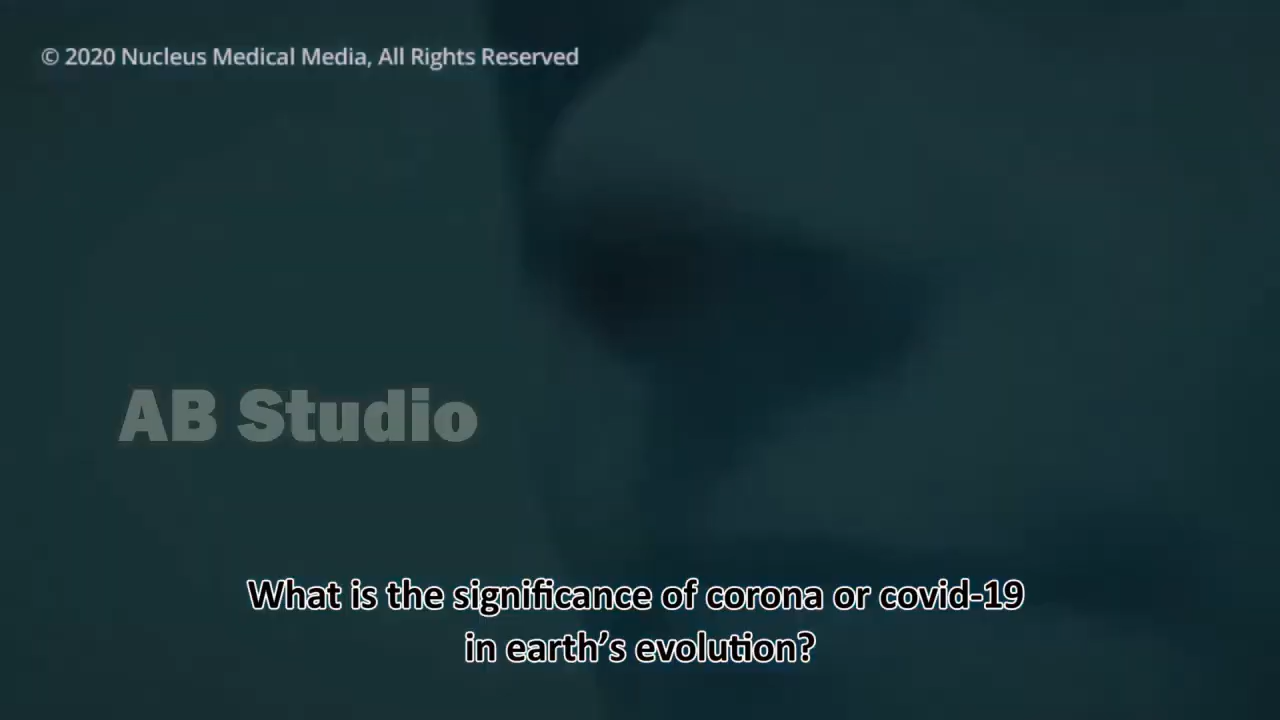 © 2020 Nucleus Medical Media, All Rights Reserved
AB Studio
What is the significance of corona or covid-19
in earth’s evolution?